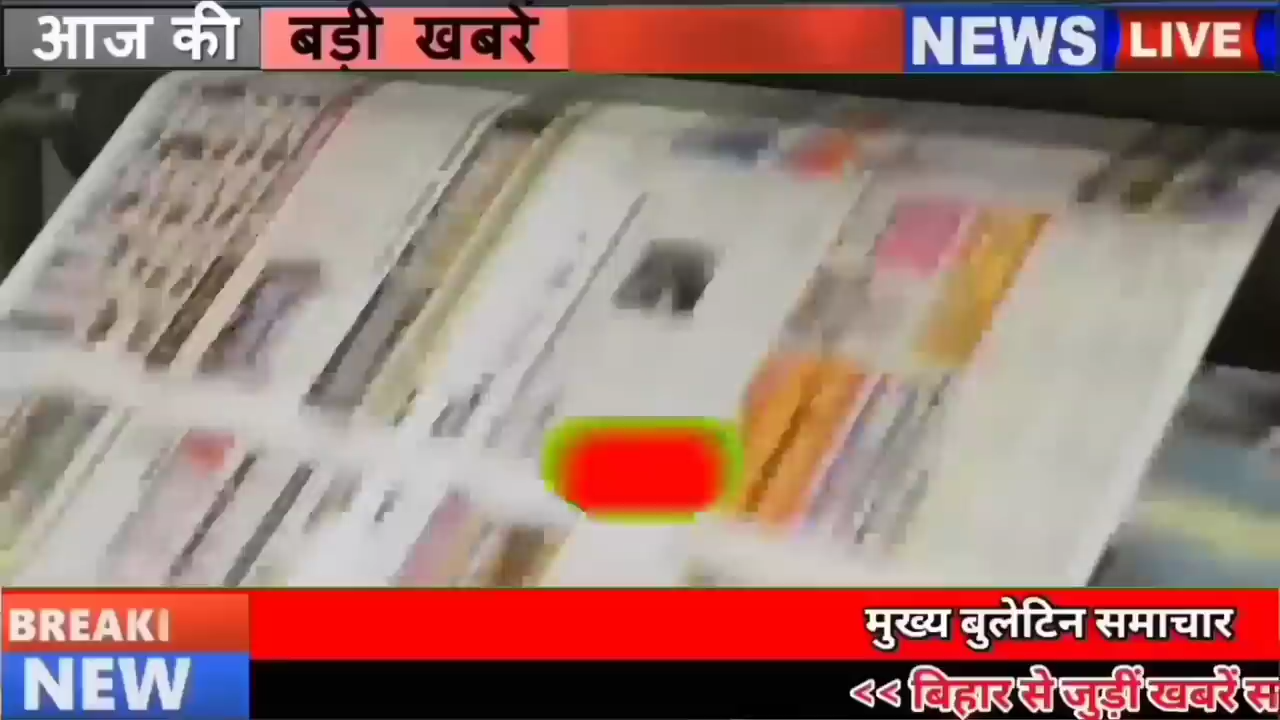 आज की बड़ी खबरें NEWS LIVE
BREAKI
मुख्य बुलेटिन समाचार
NEW
<< बिहार से जुड़ीं खबरें स